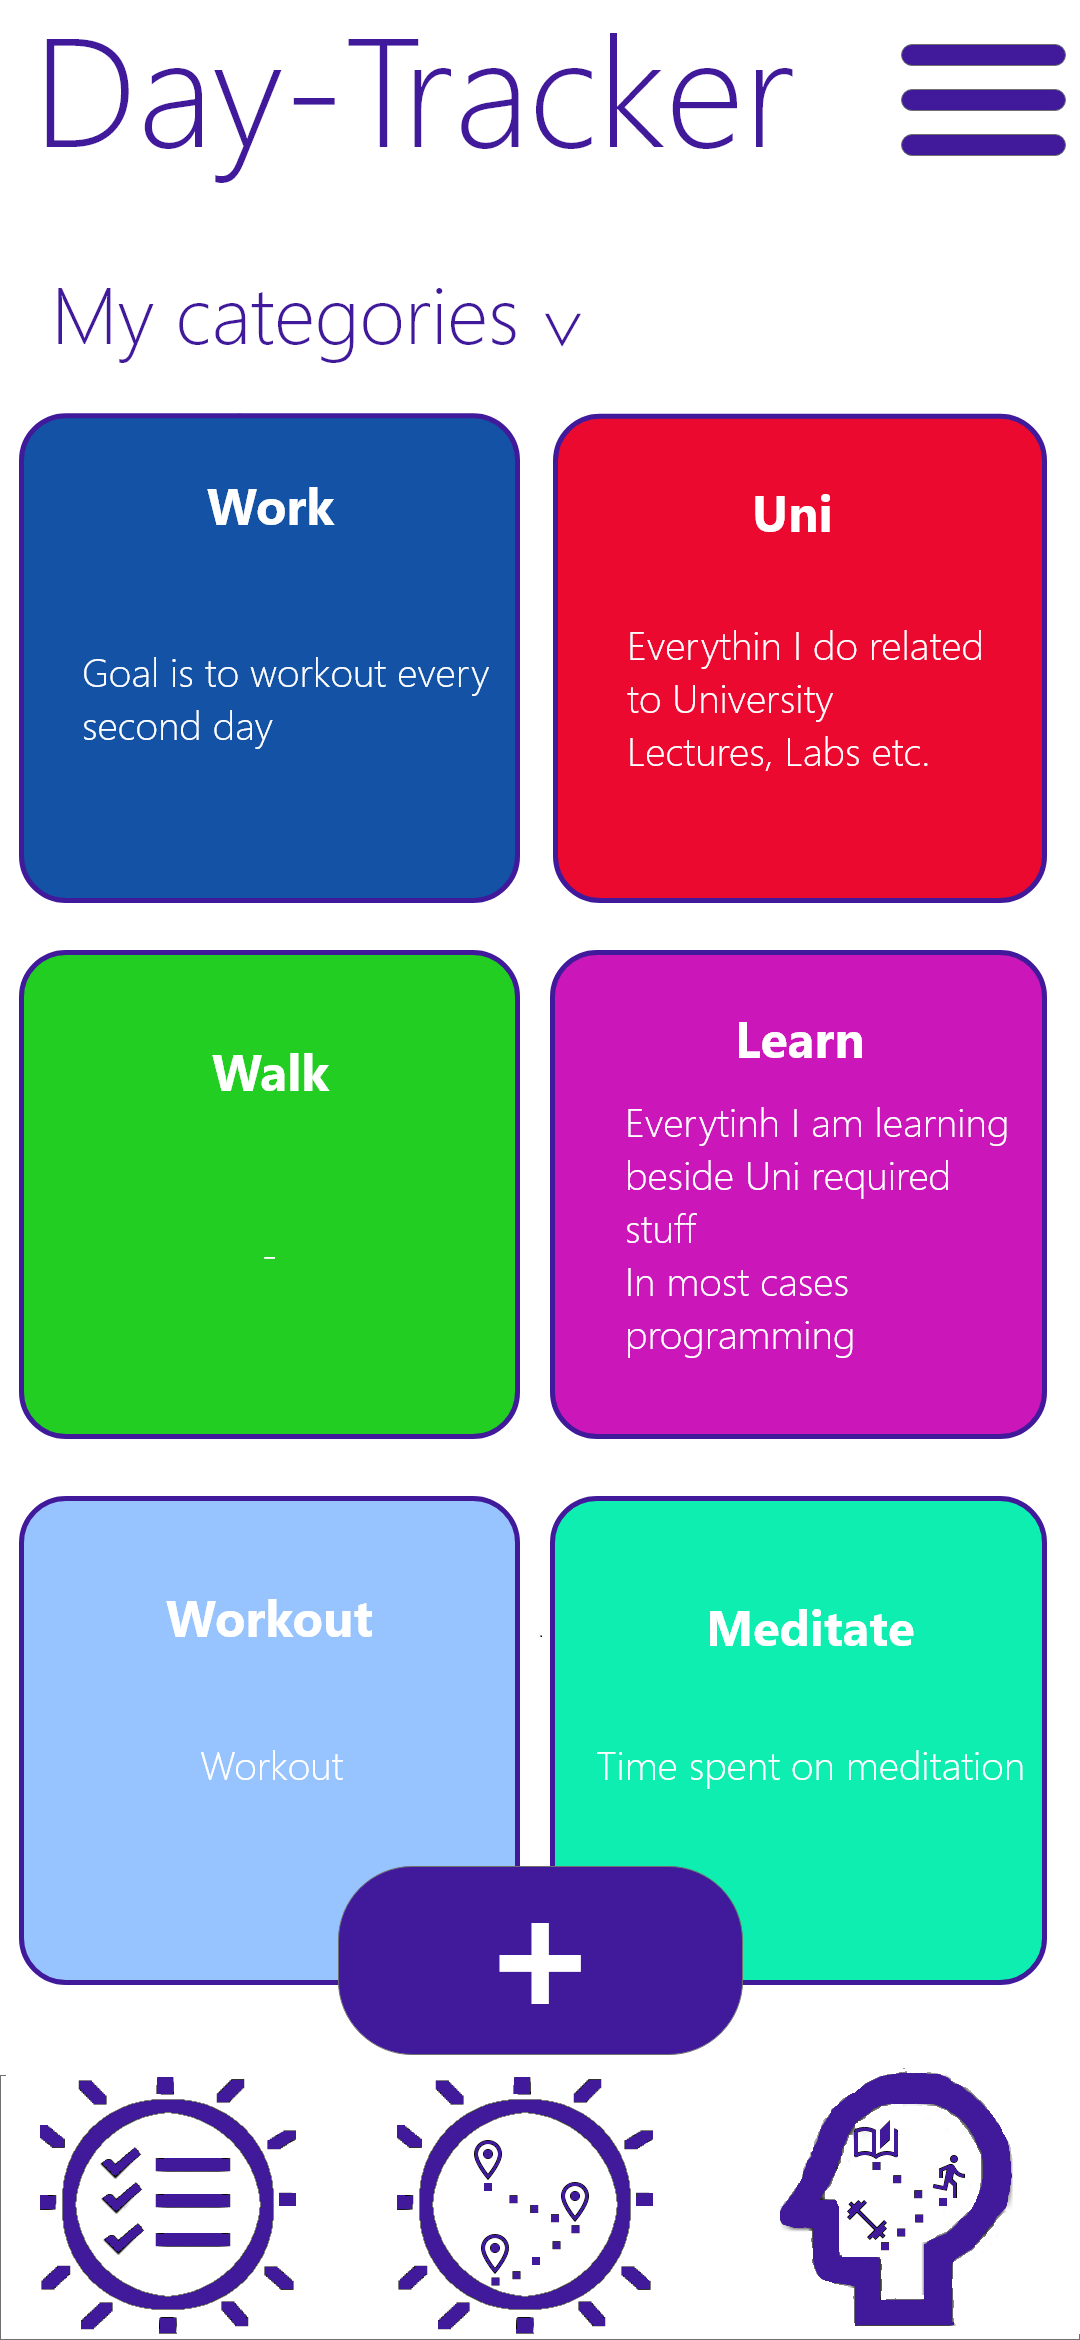 Day-Tracker
My categories
Work
Goal is to workout every
second day
Uni
Everythin I do related
to University
Lectures, Labs etc.
Walk
-
Learn
Everytinh I am learning
beside Uni required
stuff
In most cases
programming
Workout
Workout
Meditate
Time spent on meditation
+